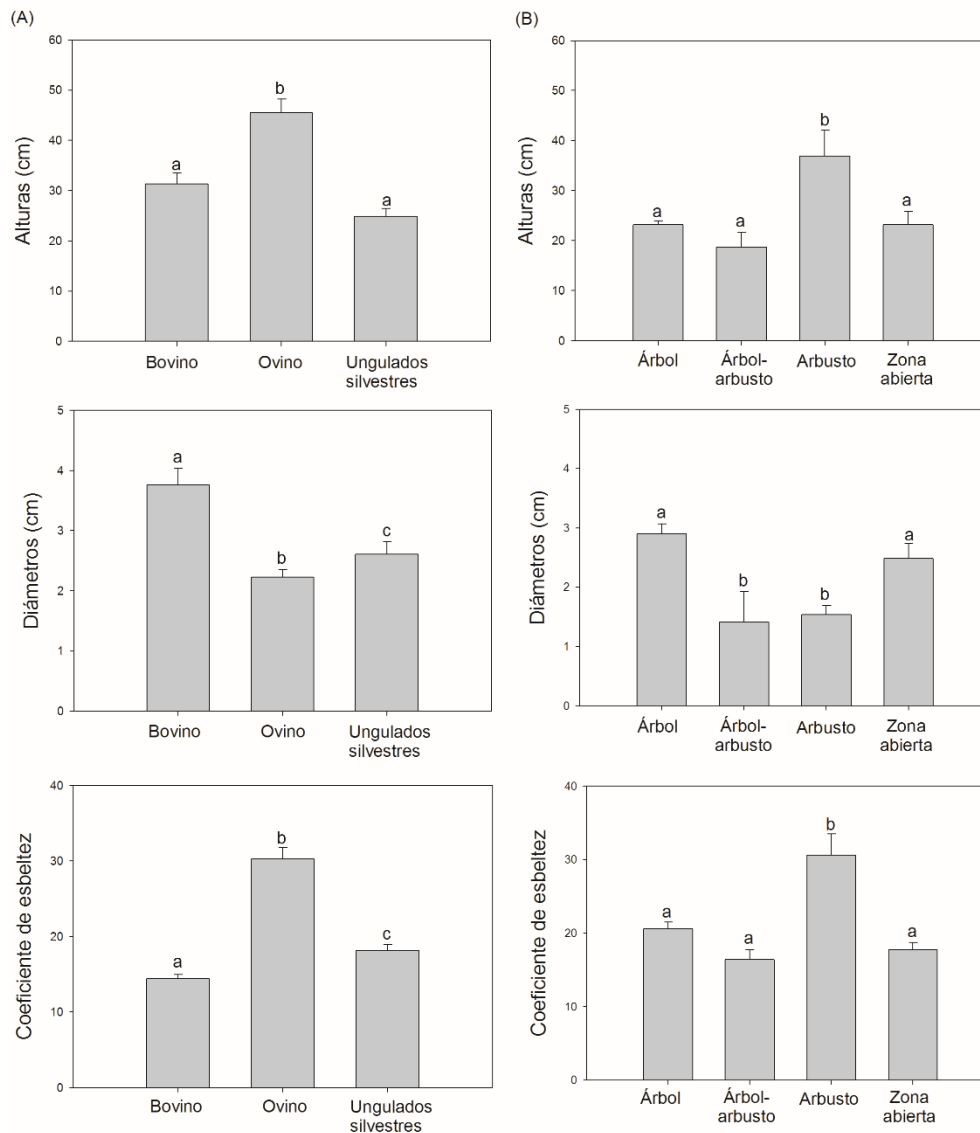 (A)
Alturas (cm)
60
50
40
30
20
10
0
a
b
a
Bovino
Ovino
Ungulados
silvestres
(B)
Alturas (cm)
60
50
40
30
20
10
0
a
a
b
a
Árbol
Árbol-
arbusto
Arbusto
Zona
abierta
Diámetros (cm)
5
4
3
2
1
0
a
b
c
Bovino
Ovino
Ungulados
silvestres
Diámetros (cm)
5
4
3
2
1
0
a
b
b
a
Árbol
Árbol-
arbusto
Arbusto
Zona
abierta
Coeficiente de esbeltez
40
30
20
10
0
a
b
c
Bovino
Ovino
Ungulados
silvestres
Coeficiente de esbeltez
40
30
20
10
0
a
a
b
a
Árbol
Árbol-
arbusto
Arbusto
Zona
abierta